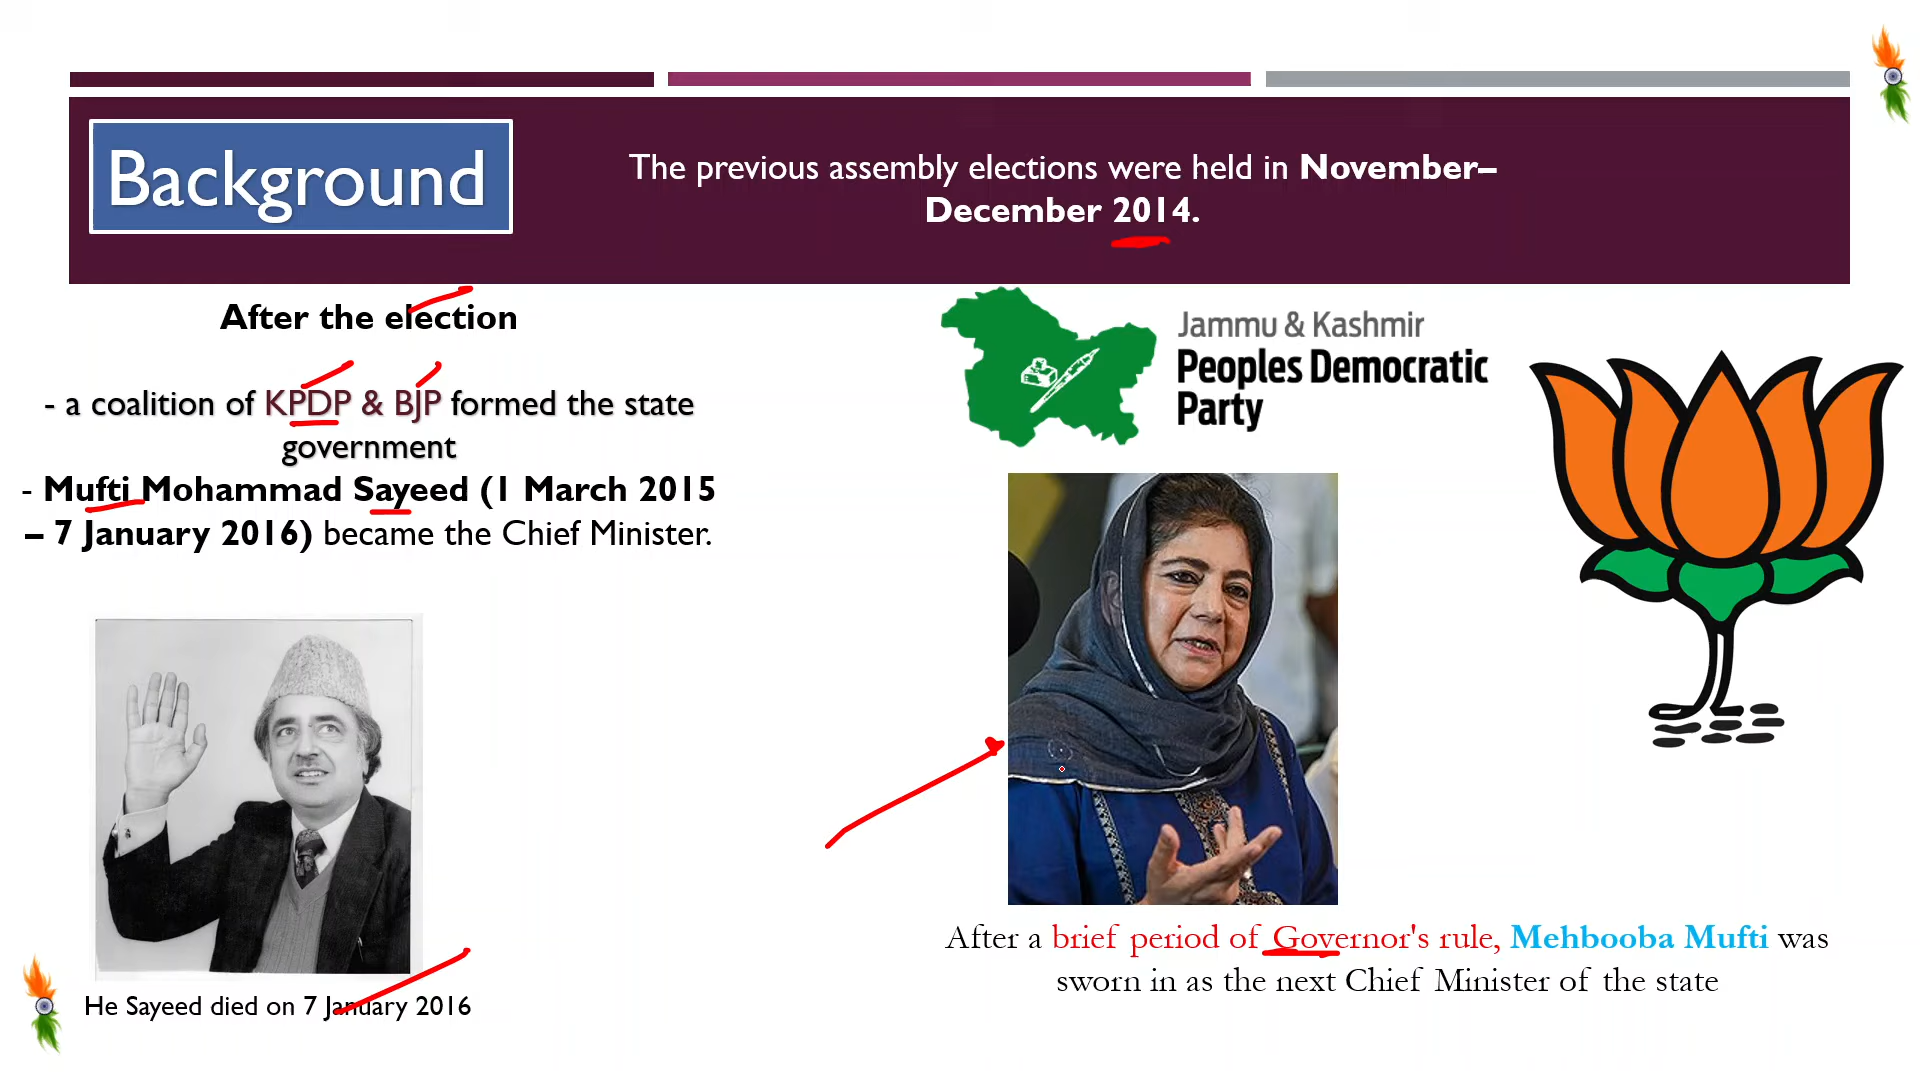 Background
The previous assembly elections were held in November–
December 2014.
After the election
- a coalition of KPDP & BJP formed the state
government
- Mufti Mohammad Sayeed (1 March 2015
– 7 January 2016) became the Chief Minister.
He Sayeed died on 7 January 2016
Jammu & Kashmir
Peoples Democratic
Party
After a brief period of Governor's rule, Mehbooba Mufti was
sworn in as the next Chief Minister of the state